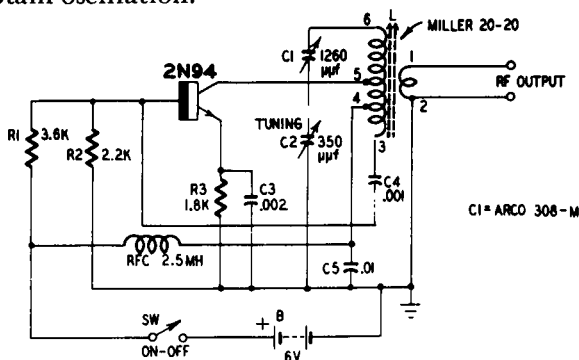 otain oscillation.
6
L
MILLER 20-20
C1 1260 µµf
2N94
5
1
RF OUTPUT
4
2
TUNING
C2 350 µµf
3
R1 3.6K
R2 2.2K
R3 1.8K
C3 .002
C4 .001
C1 = ARCO 308-M
RFC 2.5 MH
C5 .01
SW
ON-OFF
+ B
6V